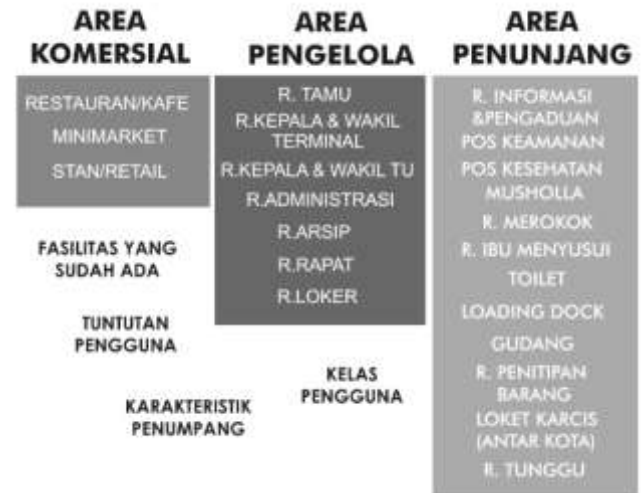 AREA
KOMERSIAL
RESTAURAN/KAFE
MINIMARKET
STAN/RETAIL
AREA
PENGELOLA
R. TAMU
R.KEPALA & WAKIL
TERMINAL
R.KEPALA & WAKIL TU
R.ADMINISTRASI
R.ARSIP
R.RAPAT
R.LOKER
AREA
PENUNJANG
R. INFORMASI
&PENGADUAN
POS KEAMANAN
POS KESEHATAN
MUSHOLLA
R. MEROKOK
R. IBU MENYUSUI
TOILET
LOADING DOCK
GUDANG
R. PENITIPAN
BARANG
LOKET KARCIS
(ANTAR KOTA)
R. TUNGGU
FASILITAS YANG
SUDAH ADA
TUNTUTAN
PENGGUNA
KARAKTERISTIK
PENUMPANG
KELAS
PENGGUNA